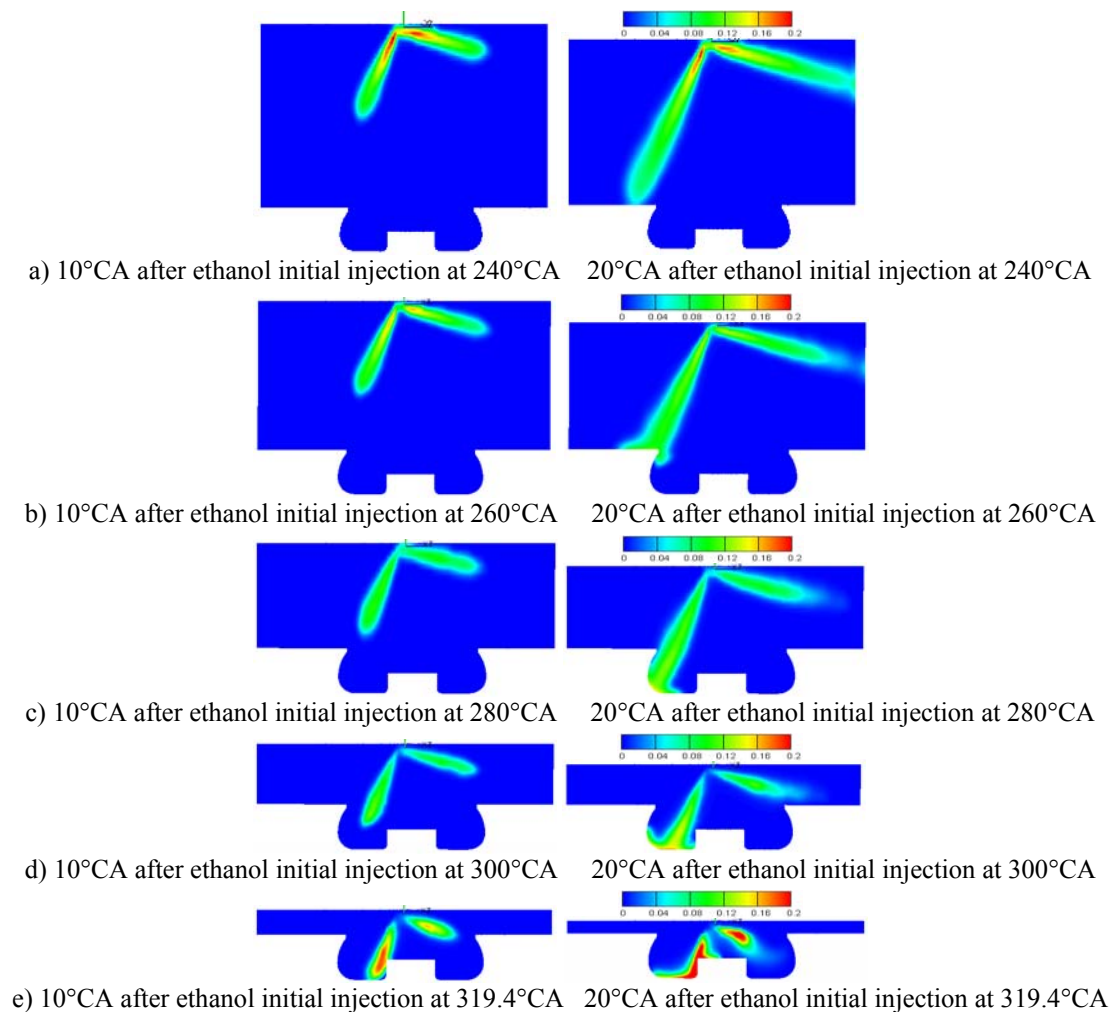 0 0.04 0.08 0.12 0.16 0.2
a) 10°CA after ethanol initial injection at 240°CA 20°CA after ethanol initial injection at 240°CA
0 0.04 0.08 0.12 0.16 0.2
b) 10°CA after ethanol initial injection at 260°CA 20°CA after ethanol initial injection at 260°CA
0 0.04 0.08 0.12 0.16 0.2
c) 10°CA after ethanol initial injection at 280°CA 20°CA after ethanol initial injection at 280°CA
0 0.04 0.08 0.12 0.16 0.2
d) 10°CA after ethanol initial injection at 300°CA 20°CA after ethanol initial injection at 300°CA
0 0.04 0.08 0.12 0.16 0.2
e) 10°CA after ethanol initial injection at 319.4°CA 20°CA after ethanol initial injection at 319.4°CA